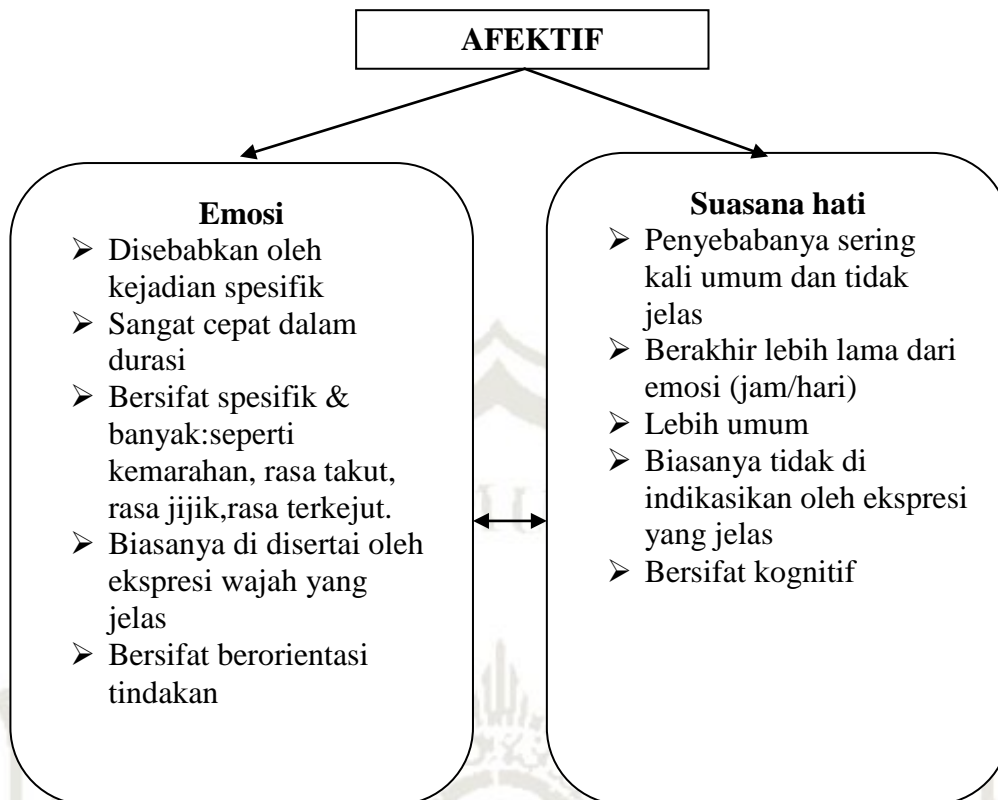 AFEKTIF
Emosi
➢ Disebabkan oleh
kejadian spesifik
➢ Sangat cepat dalam
durasi
➢ Bersifat spesifik &
banyak:seperti
kemarahan, rasa takut,
rasa jijik,rasa terkejut.
➢ Biasanya di disertai oleh
ekspresi wajah yang
jelas
➢ Bersifat berorientasi
tindakan
Suasana hati
➢ Penyebabanya sering
kali umum dan tidak
jelas
➢ Berakhir lebih lama dari
emosi (jam/hari)
➢ Lebih umum
➢ Biasanya tidak di
indikasikan oleh ekspresi
yang jelas
➢ Bersifat kognitif